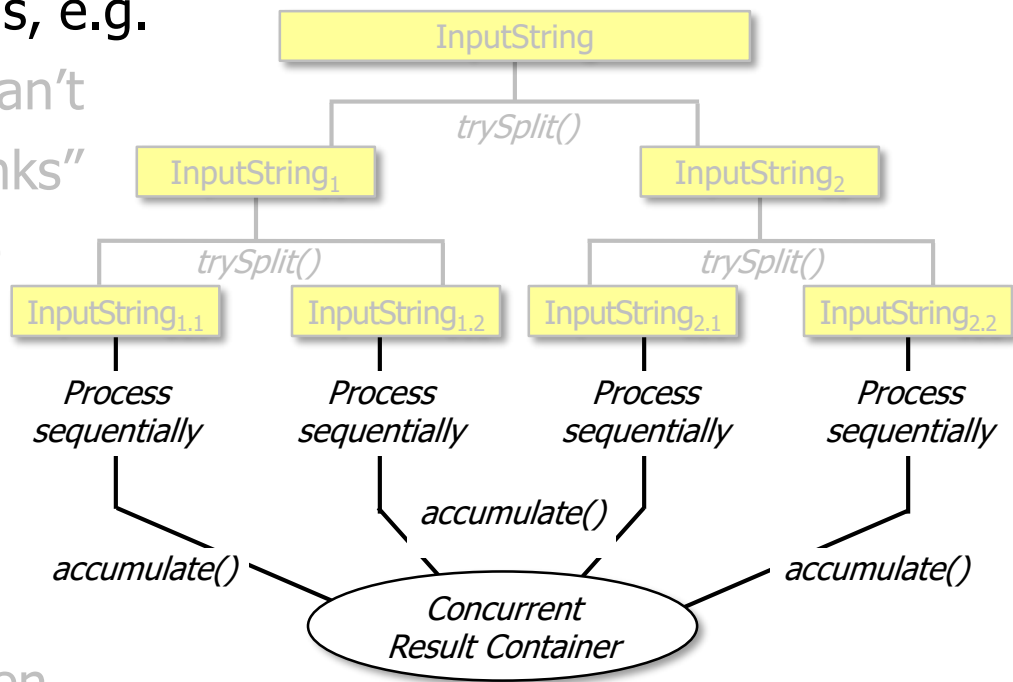 s, e.g.
InputString
an't
trySplit()
nks"
InputString1
InputString2
trySplit()
trySplit()
InputString1.1
InputString1.2
InputString2.1
InputString2.2
Process
sequentially
Process
sequentially
Process
sequentially
Process
sequentially
accumulate()
accumulate()
accumulate()
Concurrent
Result Container